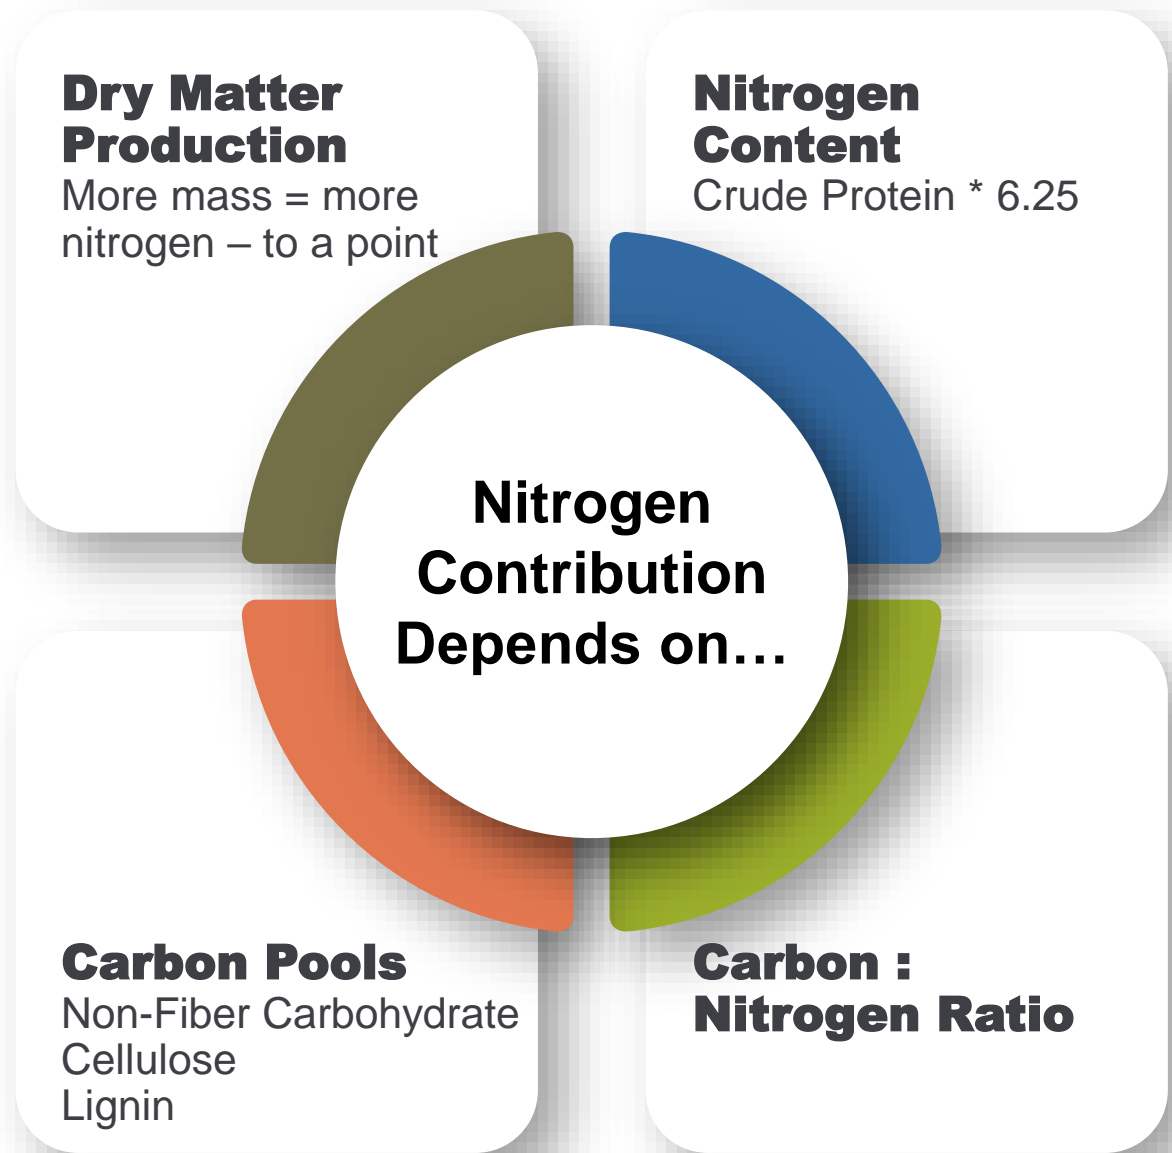 Dry Matter
Production
More mass = more
nitrogen – to a point
Nitrogen
Content
Crude Protein * 6.25
Nitrogen
Contribution
Depends on…
Carbon Pools
Non-Fiber Carbohydrate
Cellulose
Lignin
Carbon :
Nitrogen Ratio